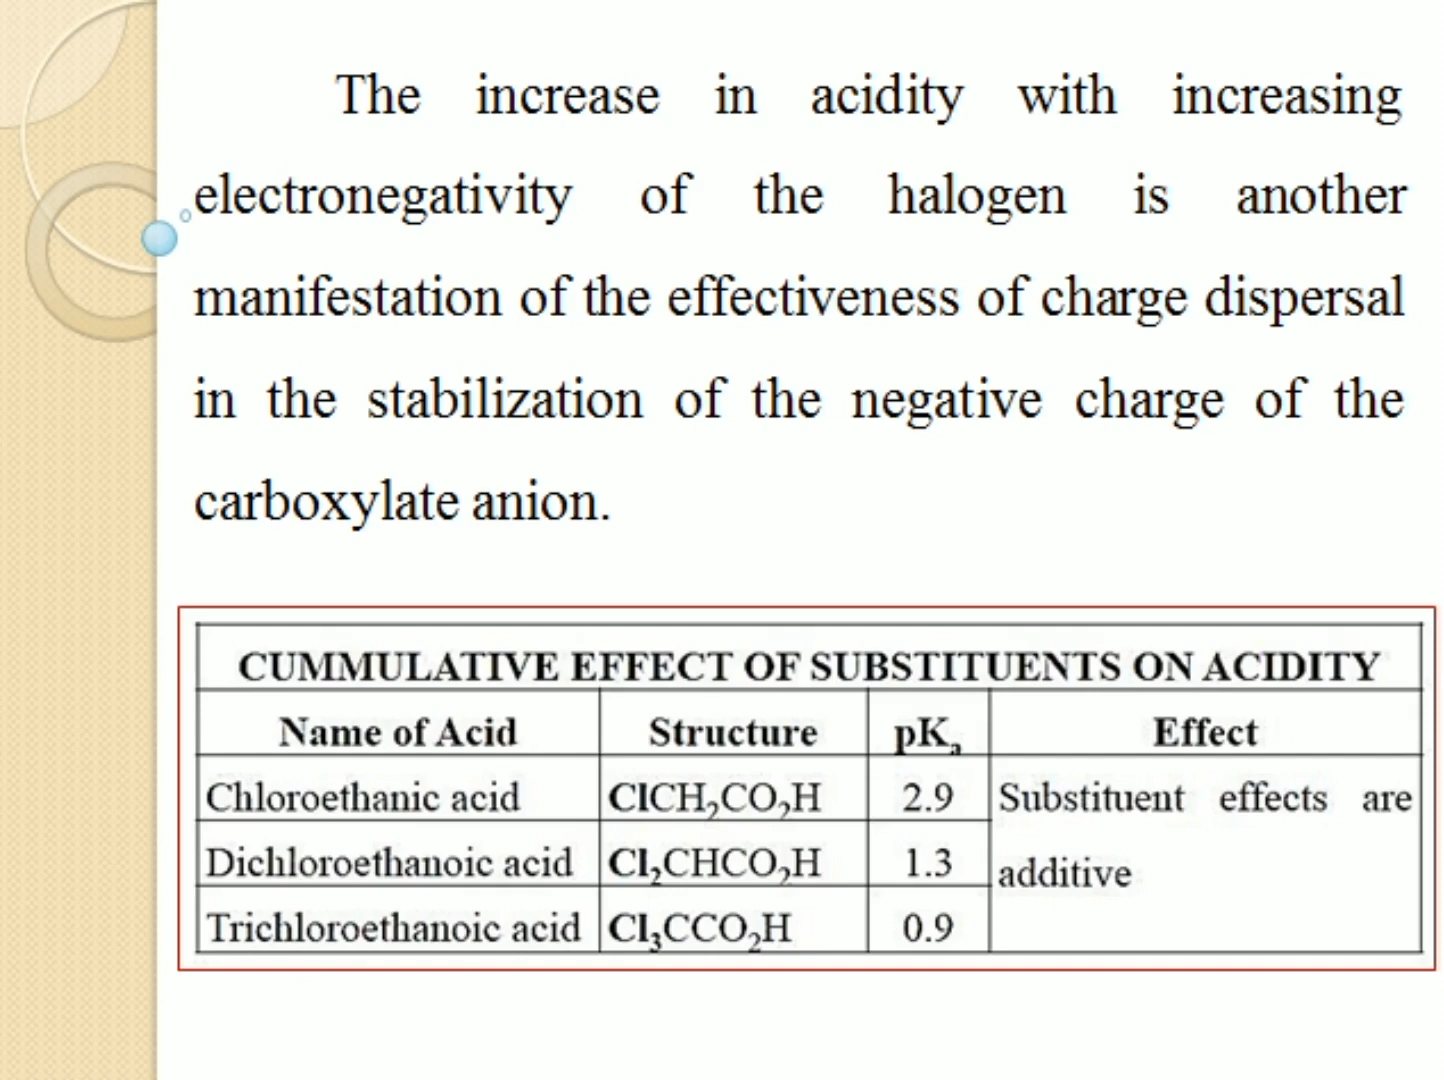 The increase in acidity with increasing
electronegativity of the halogen is another
manifestation of the effectiveness of charge dispersal
in the stabilization of the negative charge of the
carboxylate anion.
CUMMULATIVE EFFECT OF SUBSTITUENTS ON ACIDITY
Name of Acid Structure pKₐ Effect
Chloroethanic acid ClCH₂CO₂H 2.9 Substituent effects are
Dichloroethanoic acid Cl₂CHCO₂H 1.3 additive
Trichloroethanoic acid Cl₃CCO₂H 0.9